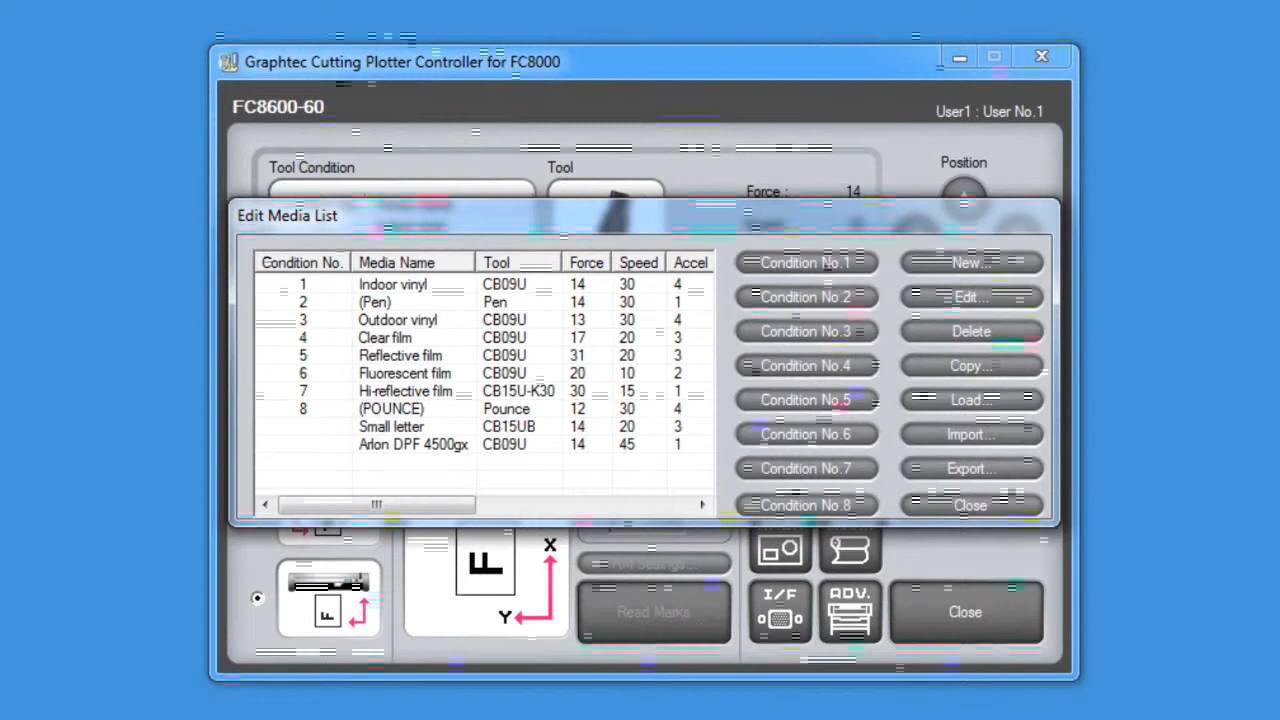 Graphtec Cutting Plotter Controller for FC8000
FC8600-60
User1 : User No.1
Tool Condition
Tool
Position
Force :
14
Edit Media List
Condition No. Media Name Tool Force Speed Accel
1 Indoor vinyl CB09U 14 30 4
2 (Pen) Pen 14 30 1
3 Outdoor vinyl CB09U 13 30 4
4 Clear film CB09U 17 20 3
5 Reflective film CB09U 31 20 3
6 Fluorescent film CB09U 20 10 2
7 Hi-reflective film CB15U-K30 30 15 1
8 (POUNCE) Pounce 12 30 4
Small letter CB15UB 14 20 3
Arlon DPF 4500gx CB09U 14 45 1
Condition No.1
Condition No.2
Condition No.3
Condition No.4
Condition No.5
Condition No.6
Condition No.7
Condition No.8
New...
Edit...
Delete
Copy...
Load...
Import...
Export...
Close
F
X
Y
F
Settings...
Read Marks
I/F
ADV.
Close